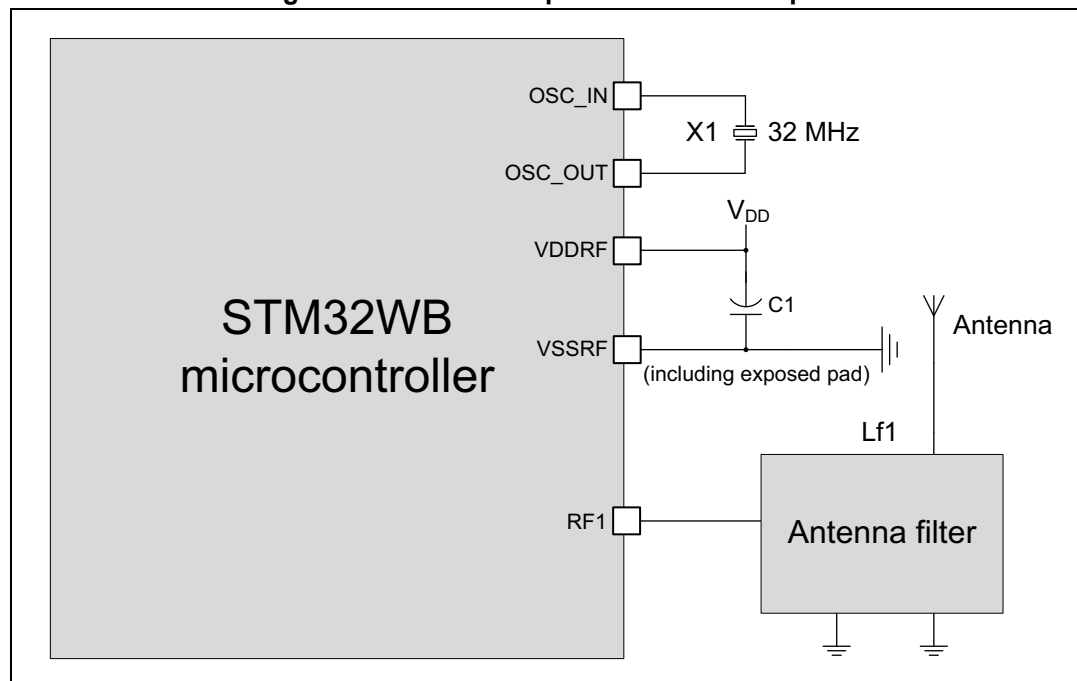 OSC_IN
X1 32 MHz
OSC_OUT
VDD
VDDRF
C1
STM32WB
microcontroller
VSSRF
(including exposed pad)
Antenna
Lf1
RF1
Antenna filter